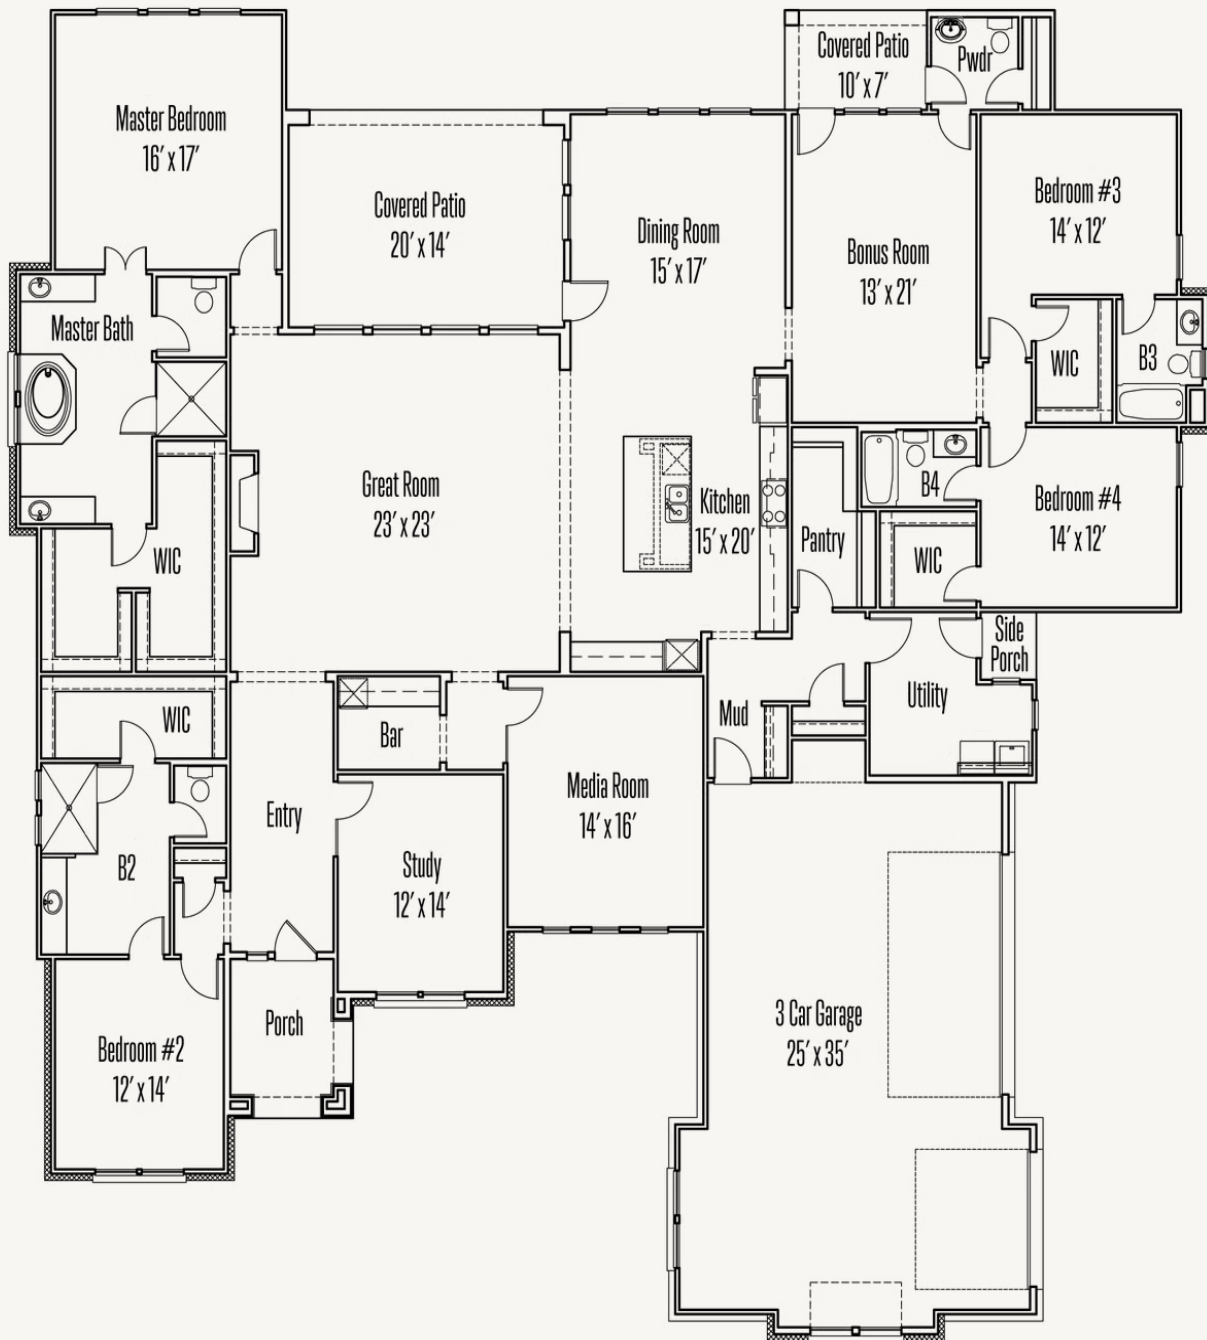 Master Bedroom
16' x 17'
Covered Patio
20' x 14'
Dining Room
15' x 17'
Covered Patio
10' x 7'
Pwdr
Bonus Room
13' x 21'
Bedroom #3
14' x 12'
WIC
B3
Master Bath
WIC
Great Room
23' x 23'
Kitchen
15' x 20'
Pantry
B4
WIC
Bedroom #4
14' x 12'
Side
Porch
Utility
Mud
WIC
Bar
Entry
Media Room
14' x 16'
Study
12' x 14'
B2
Bedroom #2
12' x 14'
Porch
3 Car Garage
25' x 35'